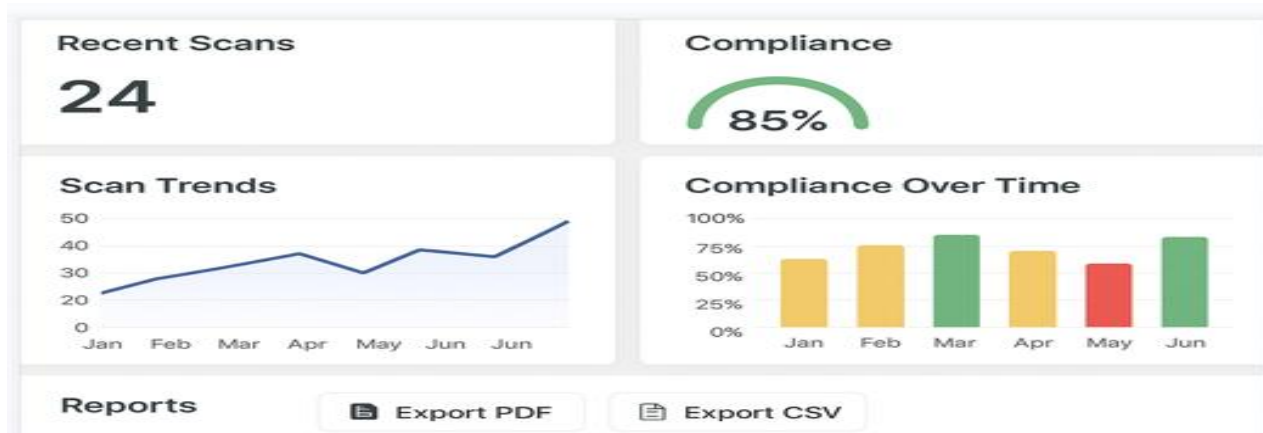 Recent Scans
24
Compliance
85%
Scan Trends
50
40
30
20
0
Jan Feb Mar Apr May Jun Jun
Compliance Over Time
100%
75%
50%
25%
0%
Jan Feb Mar Apr May Jun
Reports
Export PDF
Export CSV